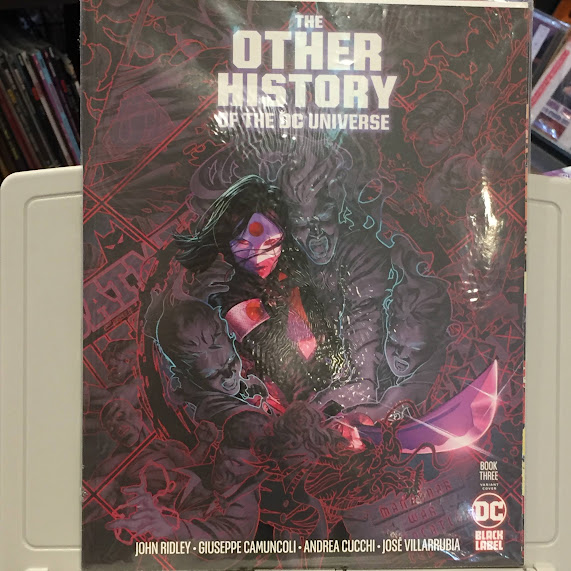 THE
OTHER
HISTORY
OF THE DC UNIVERSE
BOOK
THREE
VARIANT
COVER
DC
BLACK
LABEL
JOHN RIDLEY • GIUSEPPE CAMUNCOLI • ANDREA CUCCHI • JOSÉ VILLARRUBIA